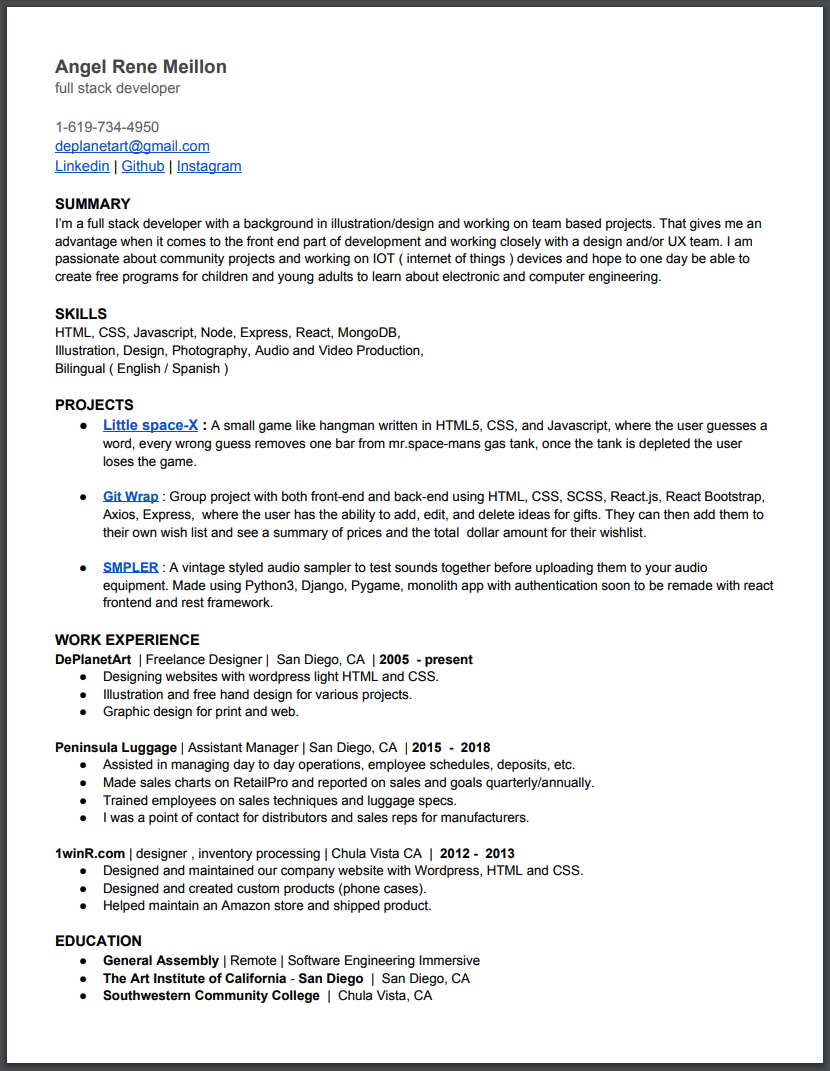 Angel Rene Meillon
full stack developer
1-619-734-4950
deplanetart@gmail.com
Linkedin | Github | Instagram
SUMMARY
I'm a full stack developer with a background in illustration/design and working on team based projects. That gives me an
advantage when it comes to the front end part of development and working closely with a design and/or UX team. I am
passionate about community projects and working on IOT ( internet of things ) devices and hope to one day be able to
create free programs for children and young adults to learn about electronic and computer engineering.
SKILLS
HTML, CSS, Javascript, Node, Express, React, MongoDB,
Illustration, Design, Photography, Audio and Video Production,
Bilingual ( English / Spanish )
PROJECTS
● Little space-X : A small game like hangman written in HTML5, CSS, and Javascript, where the user guesses a
word, every wrong guess removes one bar from mr.space-mans gas tank, once the tank is depleted the user
loses the game.
● Git Wrap : Group project with both front-end and back-end using HTML, CSS, SCSS, React.js, React Bootstrap,
Axios, Express,  where the user has the ability to add, edit, and delete ideas for gifts. They can then add them to
their own wish list and see a summary of prices and the total  dollar amount for their wishlist.
● SMPLER : A vintage styled audio sampler to test sounds together before uploading them to your audio
equipment. Made using Python3, Django, Pygame, monolith app with authentication soon to be remade with react
frontend and rest framework.
WORK EXPERIENCE
DePlanetArt  | Freelance Designer |  San Diego, CA  | 2005  - present
● Designing websites with wordpress light HTML and CSS.
● Illustration and free hand design for various projects.
● Graphic design for print and web.
Peninsula Luggage | Assistant Manager | San Diego, CA  | 2015  -  2018
● Assisted in managing day to day operations, employee schedules, deposits, etc.
● Made sales charts on RetailPro and reported on sales and goals quarterly/annually.
● Trained employees on sales techniques and luggage specs.
● I was a point of contact for distributors and sales reps for manufacturers.
1winR.com | designer , inventory processing | Chula Vista CA  |  2012 -  2013
● Designed and maintained our company website with Wordpress, HTML and CSS.
● Designed and created custom products (phone cases).
● Helped maintain an Amazon store and shipped product.
EDUCATION
● General Assembly | Remote | Software Engineering Immersive
● The Art Institute of California - San Diego  |  San Diego, CA
● Southwestern Community College  |  Chula Vista, CA